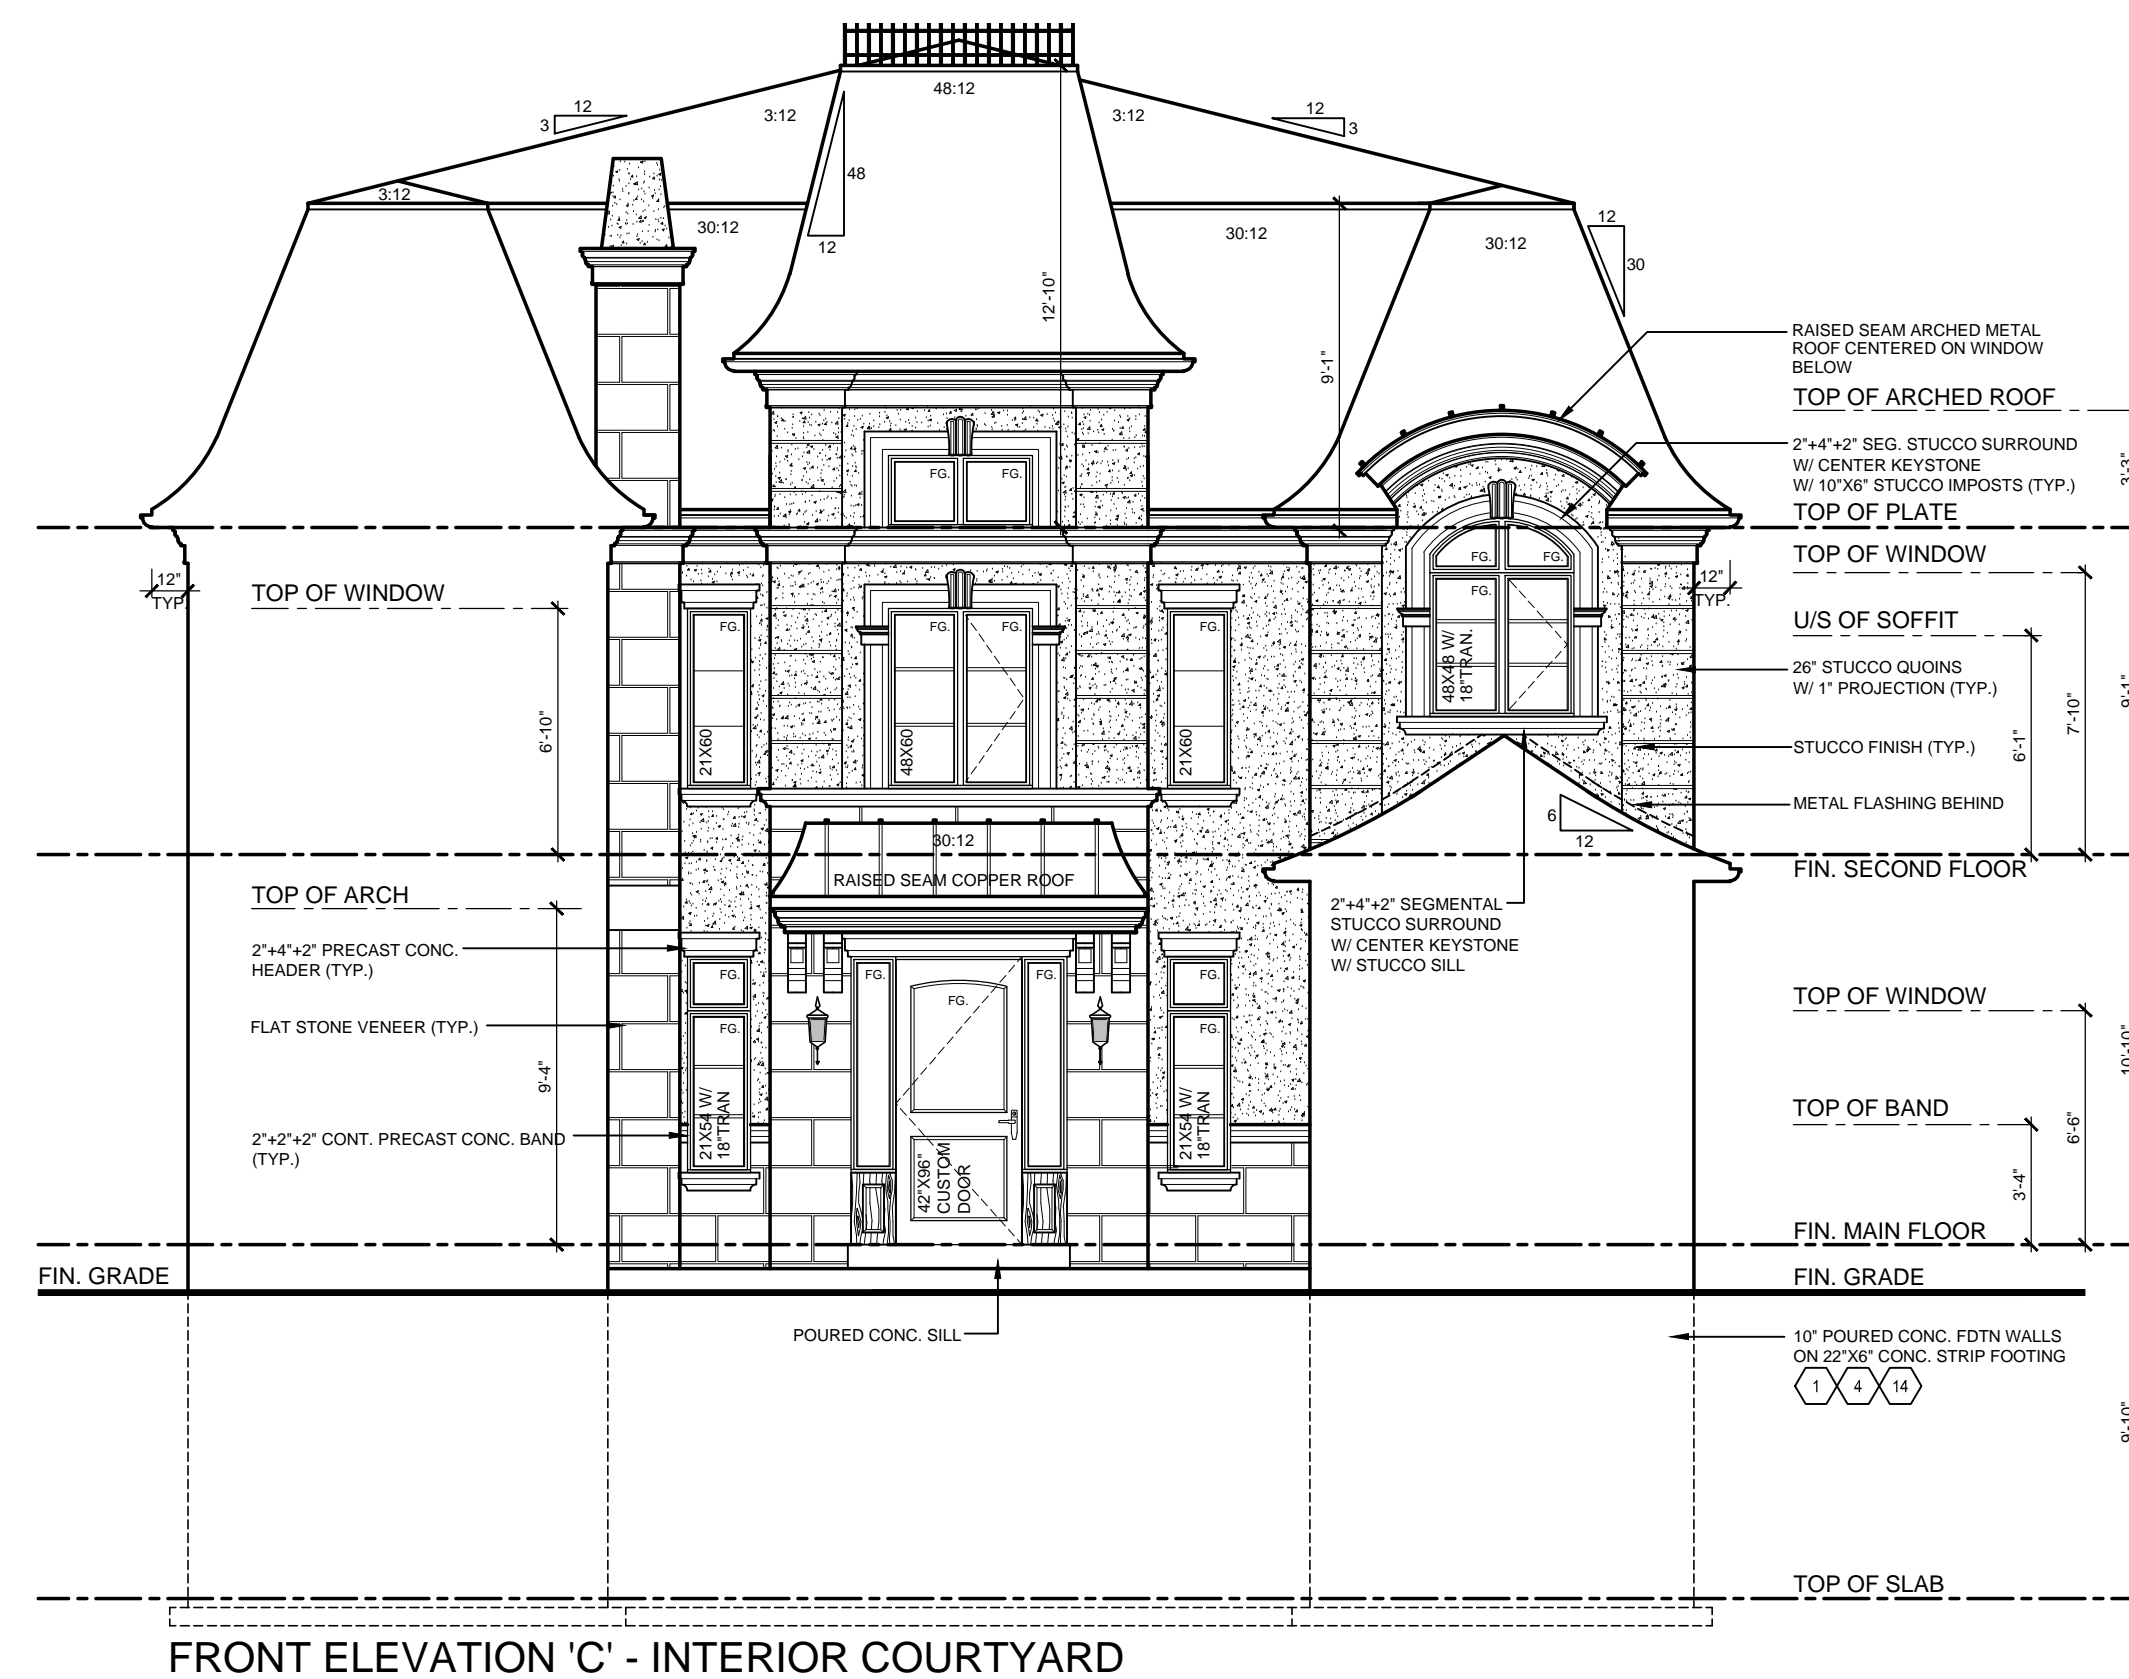 48:12
12
3
3:12
3:12
12
3
48
12
3:12
30:12
30:12
30:12
12
30
12'-10"
9'-1"
RAISED SEAM ARCHED METAL
ROOF CENTERED ON WINDOW
BELOW
TOP OF ARCHED ROOF
2"+4"+2" SEG. STUCCO SURROUND
W/ CENTER KEYSTONE
W/ 10"X6" STUCCO IMPOSTS (TYP.)
3'-3"
TOP OF PLATE
FG.
FG.
TOP OF WINDOW
FG.
FG.
FG.
12"
TYP.
12"
TYP.
TOP OF WINDOW
U/S OF SOFFIT
FG.
FG.
FG.
FG.
48X48 W/
18"TRAN.
26" STUCCO QUOINS
W/ 1" PROJECTION (TYP.)
9'-1"
7'-10"
6'-1"
6'-10"
21X60
48X60
21X60
STUCCO FINISH (TYP.)
METAL FLASHING BEHIND
6
12
30:12
RAISED SEAM COPPER ROOF
FIN. SECOND FLOOR
TOP OF ARCH
2"+4"+2" SEGMENTAL
STUCCO SURROUND
W/ CENTER KEYSTONE
W/ STUCCO SILL
2"+4"+2" PRECAST CONC.
HEADER (TYP.)
FG.
FG.
FG.
FG.
FG.
TOP OF WINDOW
FLAT STONE VENEER (TYP.)
FG.
FG.
9'-4"
10'-10"
TOP OF BAND
6'-6"
3'-4"
2"+2"+2" CONT. PRECAST CONC. BAND
(TYP.)
21X54 W/
18"TRAN
42"X96"
CUSTOM
DOOR
21X54 W/
18"TRAN
FIN. MAIN FLOOR
FIN. GRADE
FIN. GRADE
POURED CONC. SILL
10" POURED CONC. FDTN WALLS
ON 22"X6" CONC. STRIP FOOTING
1 4 14
9'-10"
TOP OF SLAB
FRONT ELEVATION 'C' - INTERIOR COURTYARD